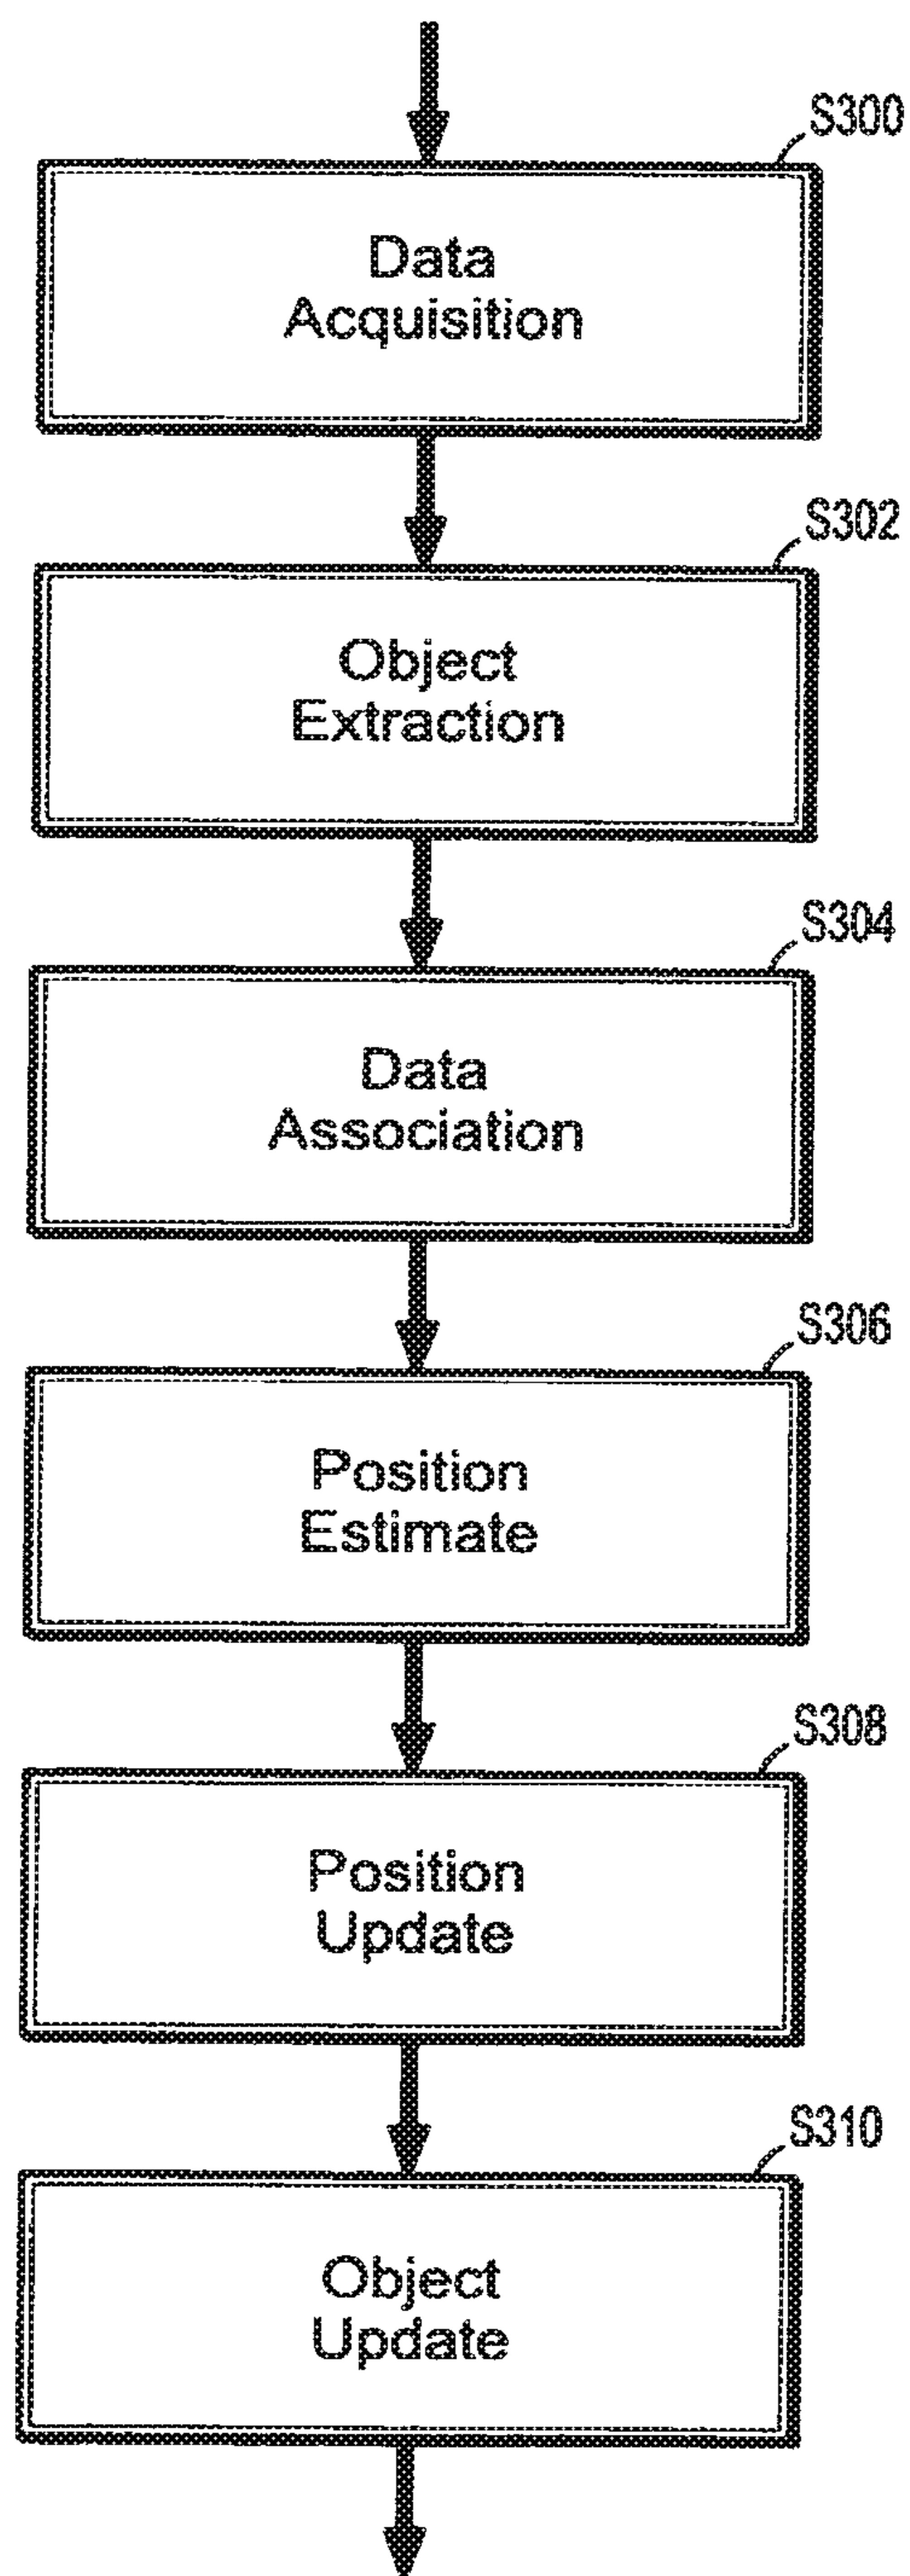 S300
Data
Acquisition
S302
Object
Extraction
S304
Data
Association
S306
Position
Estimate
S308
Position
Update
S310
Object
Update